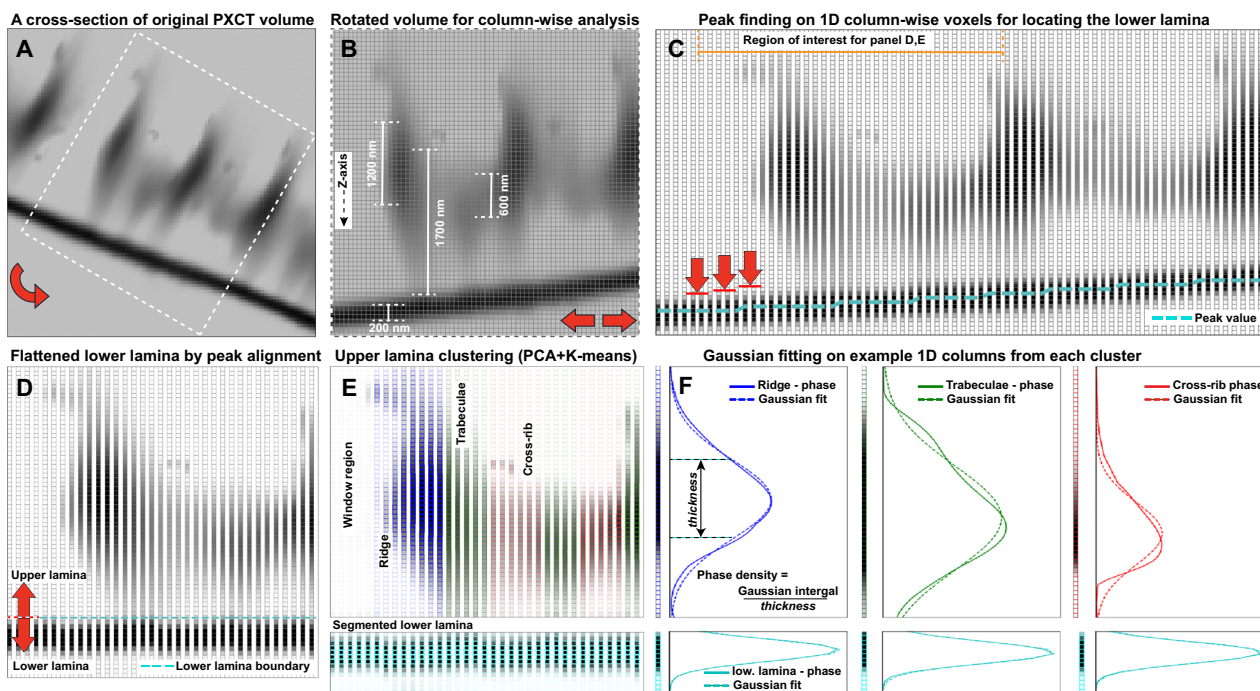 A cross-section of original PXCT volume
Rotated volume for column-wise analysis
Peak finding on 1D column-wise voxels for locating the lower lamina
A
B
C
Region of interest for panel D,E
Z-axis
1200 nm
1700 nm
600 nm
200 nm
Peak value
Flattened lower lamina by peak alignment
Upper lamina clustering (PCA+K-means)
Gaussian fitting on example 1D columns from each cluster
D
E
F
Upper lamina
Lower lamina
Lower lamina boundary
Window region
Ridge
Trabeculae
Cross-rib
Segmented lower lamina
Ridge - phase
Gaussian fit
thickness
Phase density =
Gaussian intergal
thickness
Trabeculae - phase
Gaussian fit
Cross-rib phase
Gaussian fit
low. lamina - phase
Gaussian fit